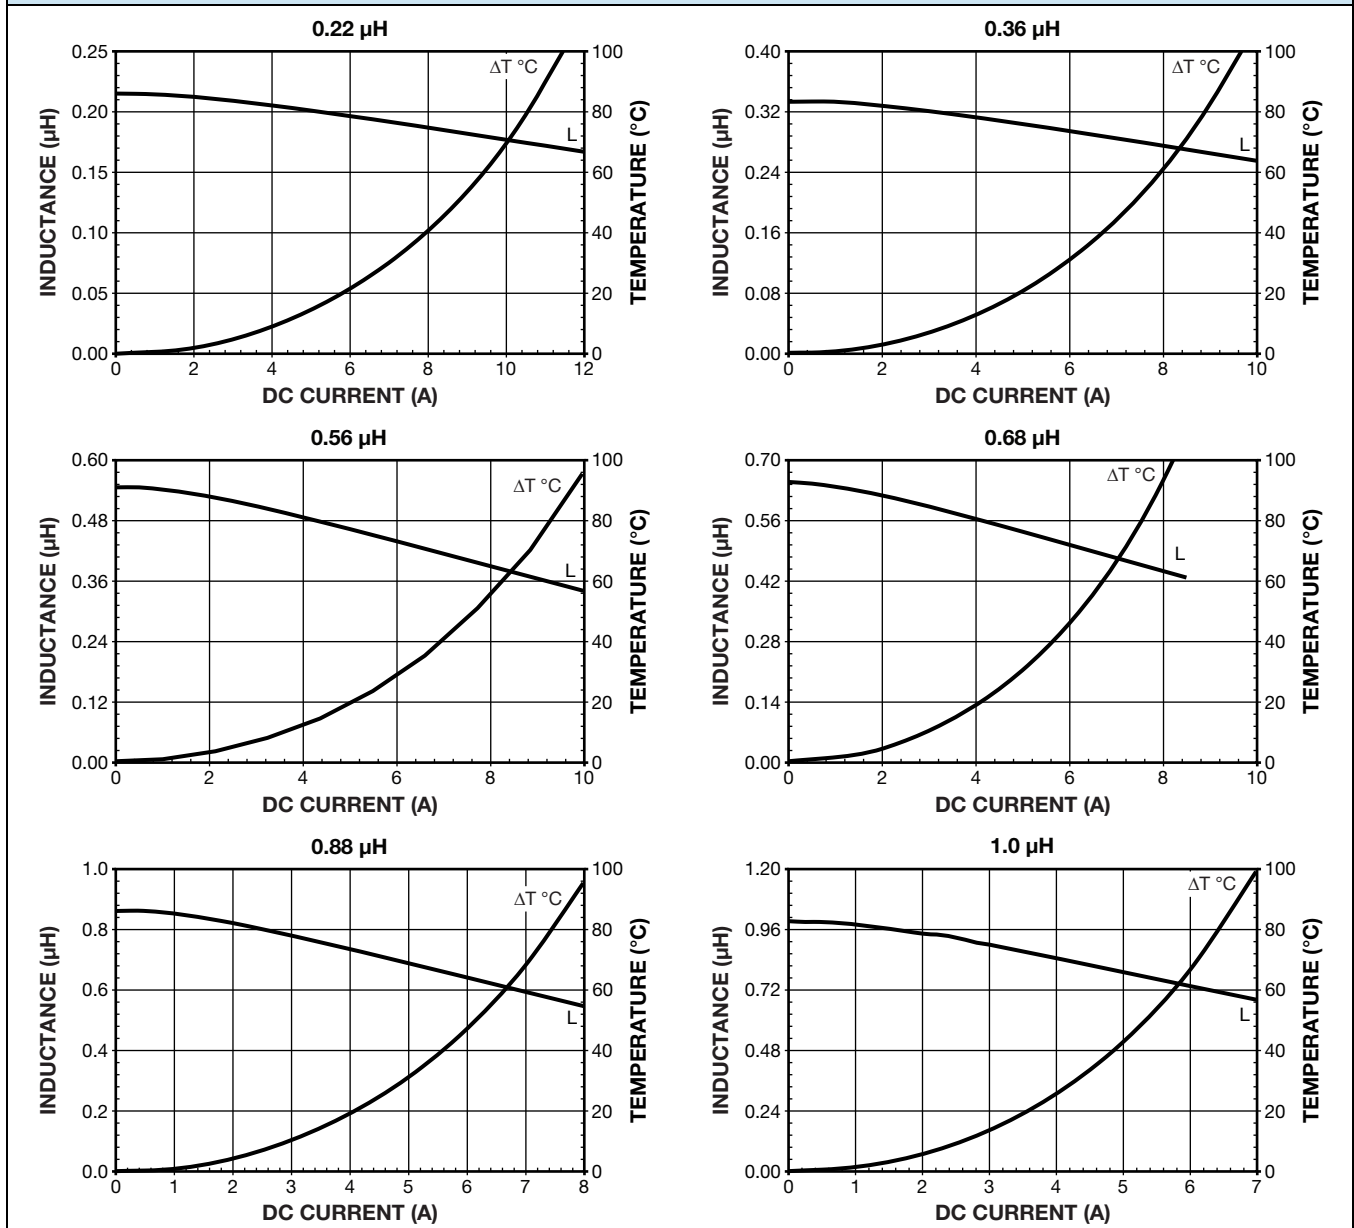 0.22 µH
0.25
0.20
0.15
0.10
0.05
0.00
INDUCTANCE (µH)
100
80
60
40
20
0
TEMPERATURE (°C)
ΔT °C
L
0 2 4 6 8 10 12
DC CURRENT (A)
0.36 µH
0.40
0.32
0.24
0.16
0.08
0.00
INDUCTANCE (µH)
100
80
60
40
20
0
TEMPERATURE (°C)
ΔT °C
L
0 2 4 6 8 10
DC CURRENT (A)
0.56 µH
0.60
0.48
0.36
0.24
0.12
0.00
INDUCTANCE (µH)
100
80
60
40
20
0
TEMPERATURE (°C)
ΔT °C
L
0 2 4 6 8 10
DC CURRENT (A)
0.68 µH
0.70
0.56
0.42
0.28
0.14
0.00
INDUCTANCE (µH)
100
80
60
40
20
0
TEMPERATURE (°C)
ΔT °C
L
0 2 4 6 8 10
DC CURRENT (A)
0.88 µH
1.0
0.8
0.6
0.4
0.2
0.0
INDUCTANCE (µH)
100
80
60
40
20
0
TEMPERATURE (°C)
ΔT °C
L
0 1 2 3 4 5 6 7 8
DC CURRENT (A)
1.0 µH
1.20
0.96
0.72
0.48
0.24
0.00
INDUCTANCE (µH)
100
80
60
40
20
0
TEMPERATURE (°C)
ΔT °C
L
0 1 2 3 4 5 6 7
DC CURRENT (A)